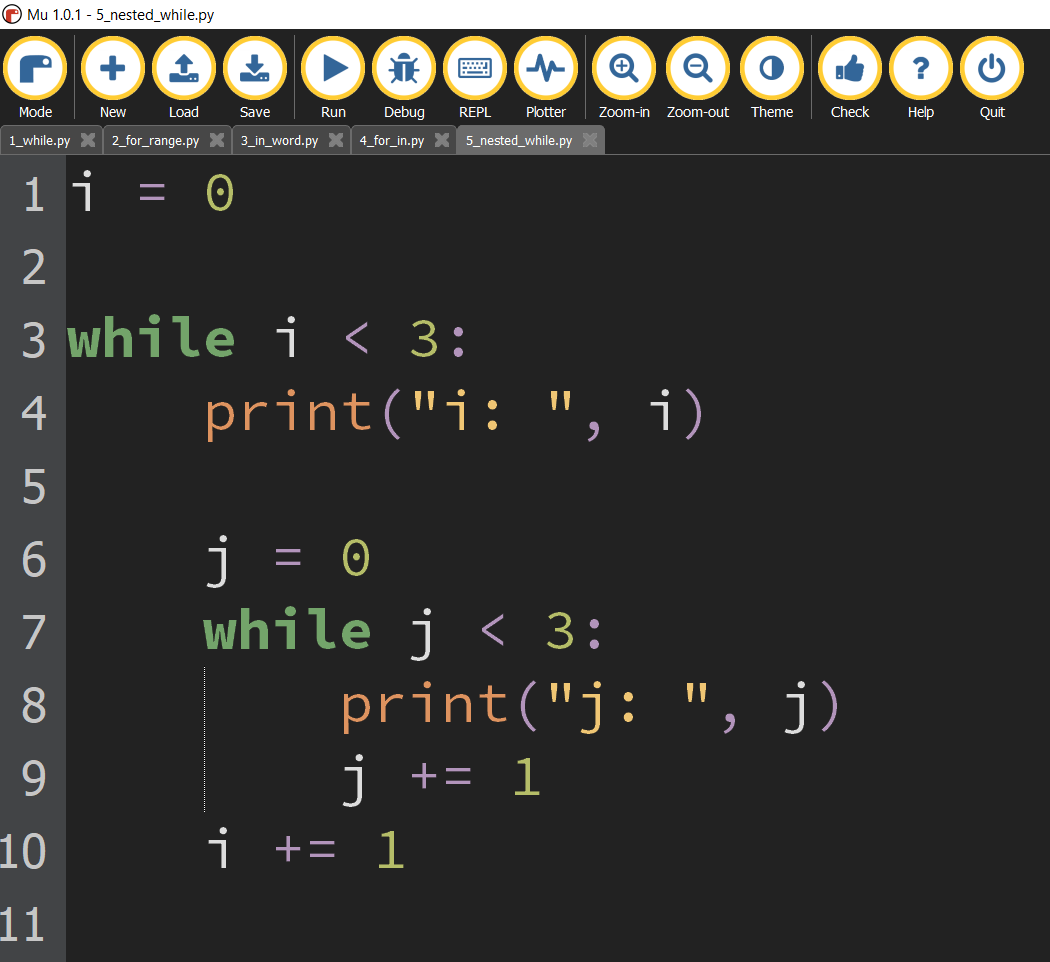 Mu 1.0.1 - 5_nested_while.py
Mode New Load Save Run Debug REPL Plotter Zoom-in Zoom-out Theme Check Help Quit
1_while.py 2_for_range.py 3_in_word.py 4_for_in.py 5_nested_while.py
1 i = 0
2
3 while i < 3:
4     print("i: ", i)
5
6     j = 0
7     while j < 3:
8         print("j: ", j)
9         j += 1
10     i += 1
11